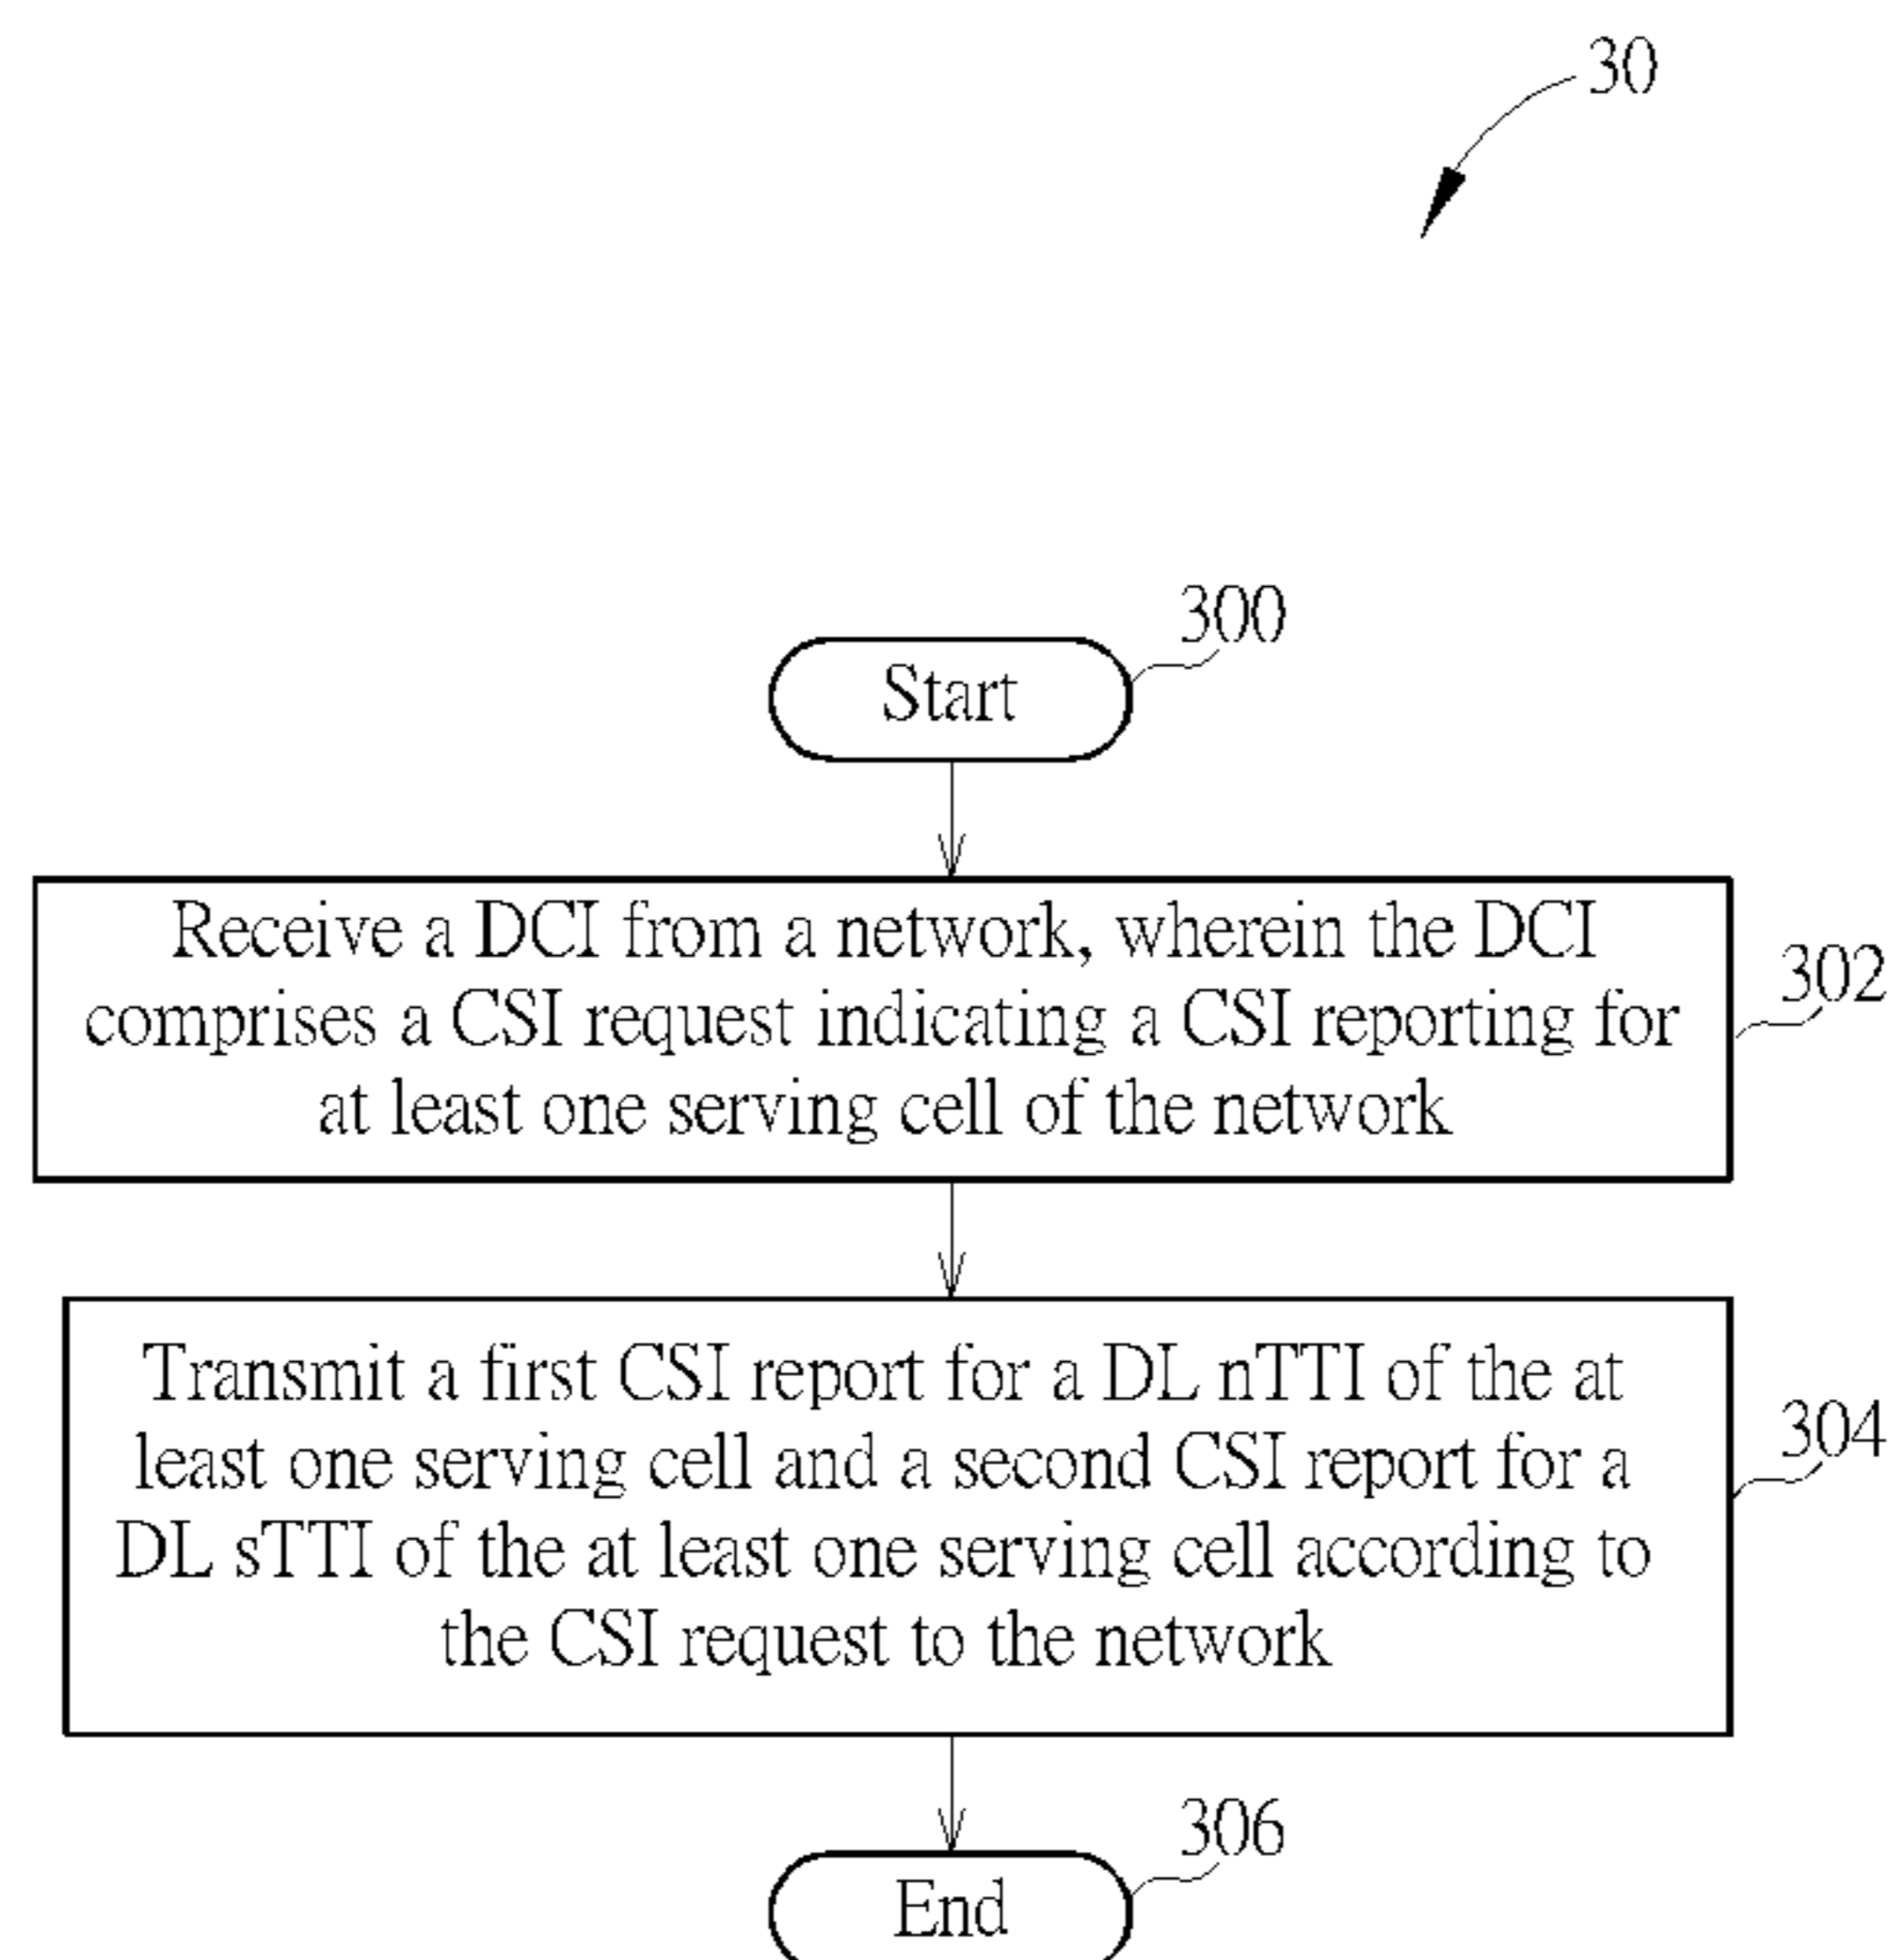 30
300
Start
Receive a DCI from a network, wherein the DCI
comprises a CSI request indicating a CSI reporting for
at least one serving cell of the network
302
Transmit a first CSI report for a DL nTTI of the at
least one serving cell and a second CSI report for a
DL sTTI of the at least one serving cell according to
the CSI request to the network
304
306
End